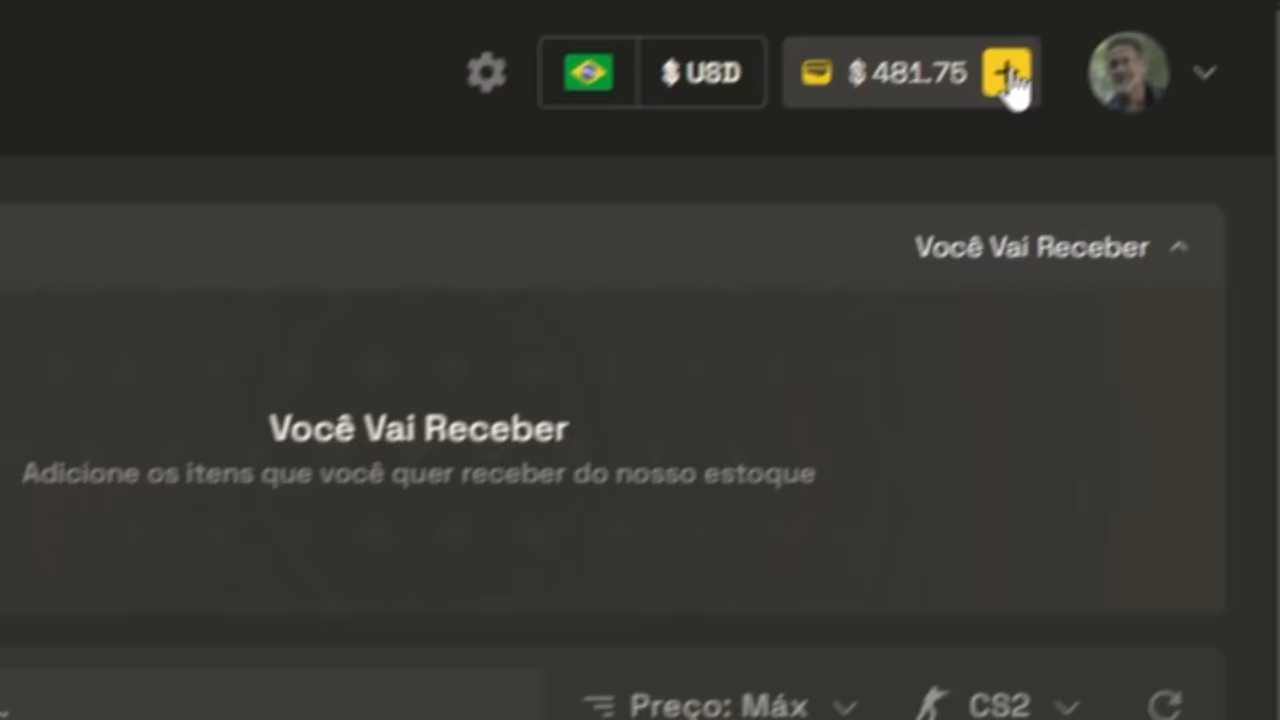 $ USD
$ 481.75
Você Vai Receber
Você Vai Receber
Adicione os itens que você quer receber do nosso estoque
Preço: Máx
CS2